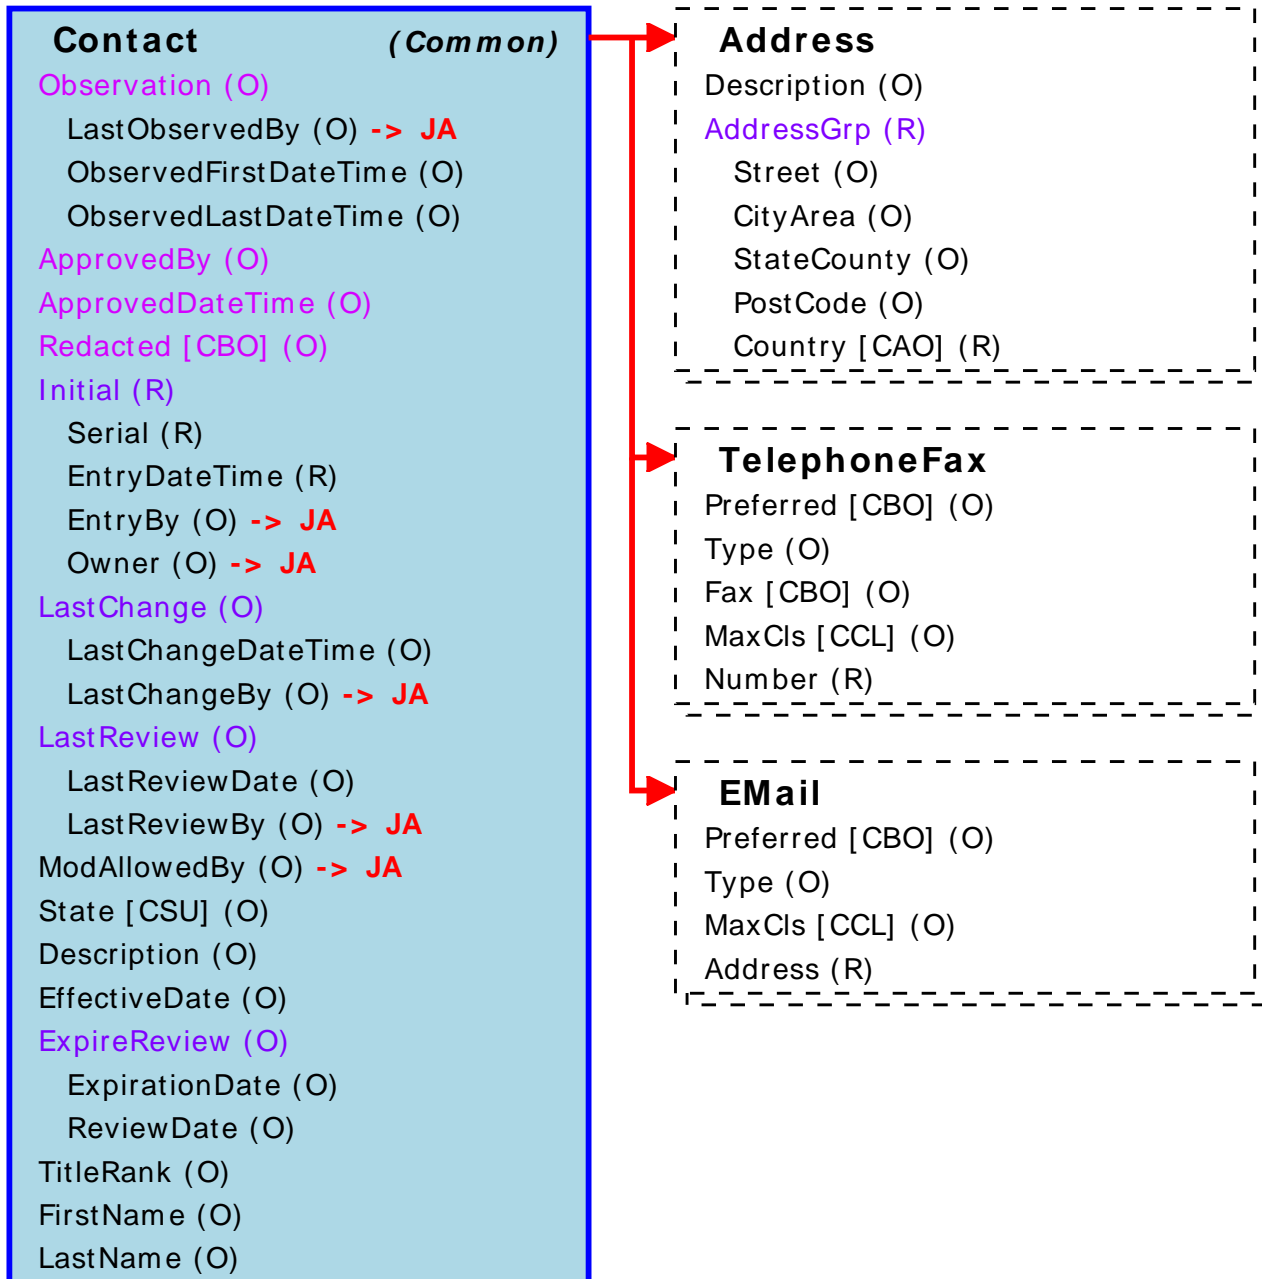 Contact (Common)
Observation (O)
LastObservedBy (O) -> JA
ObservedFirstDateTime (O)
ObservedLastDateTime (O)
ApprovedBy (O)
ApprovedDateTime (O)
Redacted [CBO] (O)
Initial (R)
Serial (R)
EntryDateTime (R)
EntryBy (O) -> JA
Owner (O) -> JA
LastChange (O)
LastChangeDateTime (O)
LastChangeBy (O) -> JA
LastReview (O)
LastReviewDate (O)
LastReviewBy (O) -> JA
ModAllowedBy (O) -> JA
State [CSU] (O)
Description (O)
EffectiveDate (O)
ExpireReview (O)
ExpirationDate (O)
ReviewDate (O)
TitleRank (O)
FirstName (O)
LastName (O)
Address
Description (O)
AddressGrp (R)
Street (O)
CityArea (O)
StateCounty (O)
PostCode (O)
Country [CAO] (R)
TelephoneFax
Preferred [CBO] (O)
Type (O)
Fax [CBO] (O)
MaxCls [CCL] (O)
Number (R)
EMail
Preferred [CBO] (O)
Type (O)
MaxCls [CCL] (O)
Address (R)